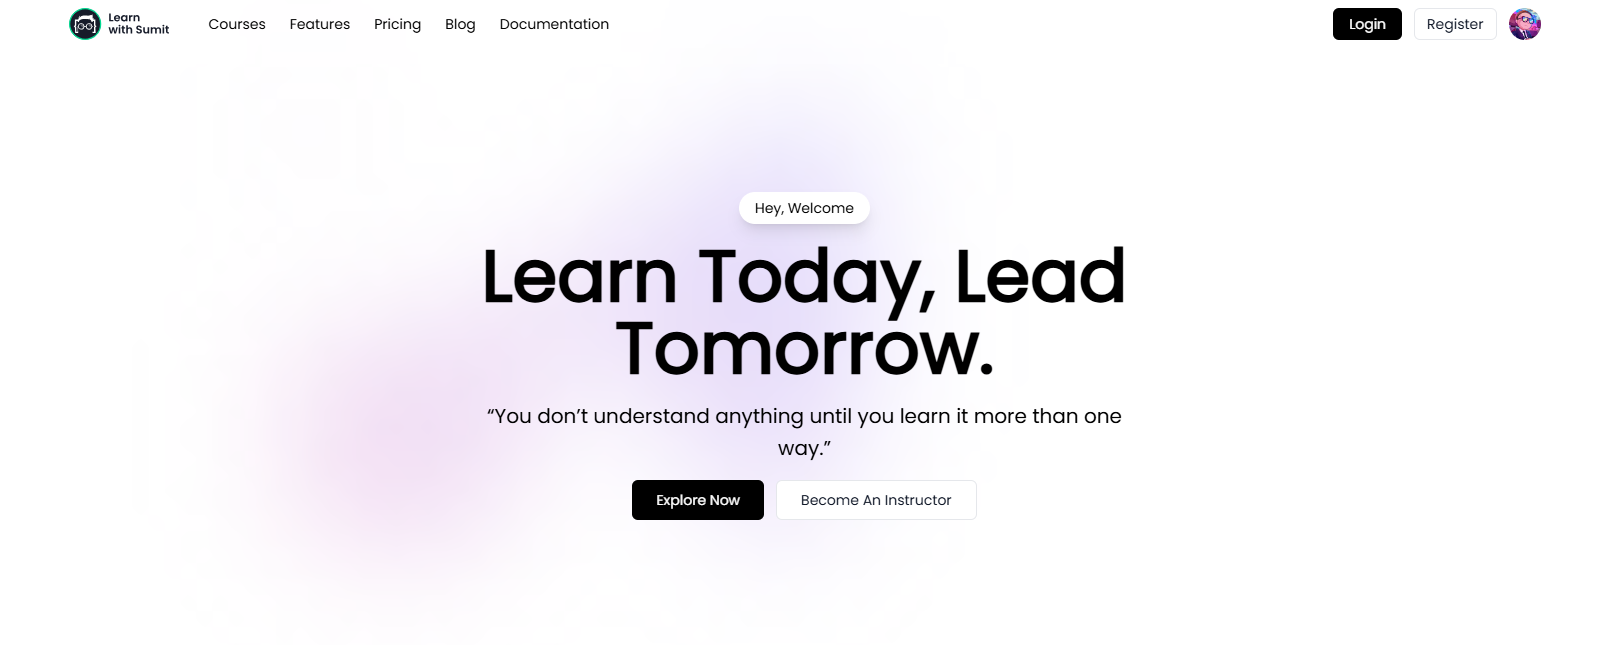 Learn
with Sumit
Courses
Features
Pricing
Blog
Documentation
Login
Register
Hey, Welcome
Learn Today, Lead
Tomorrow.
“You don’t understand anything until you learn it more than one
way.”
Explore Now
Become An Instructor